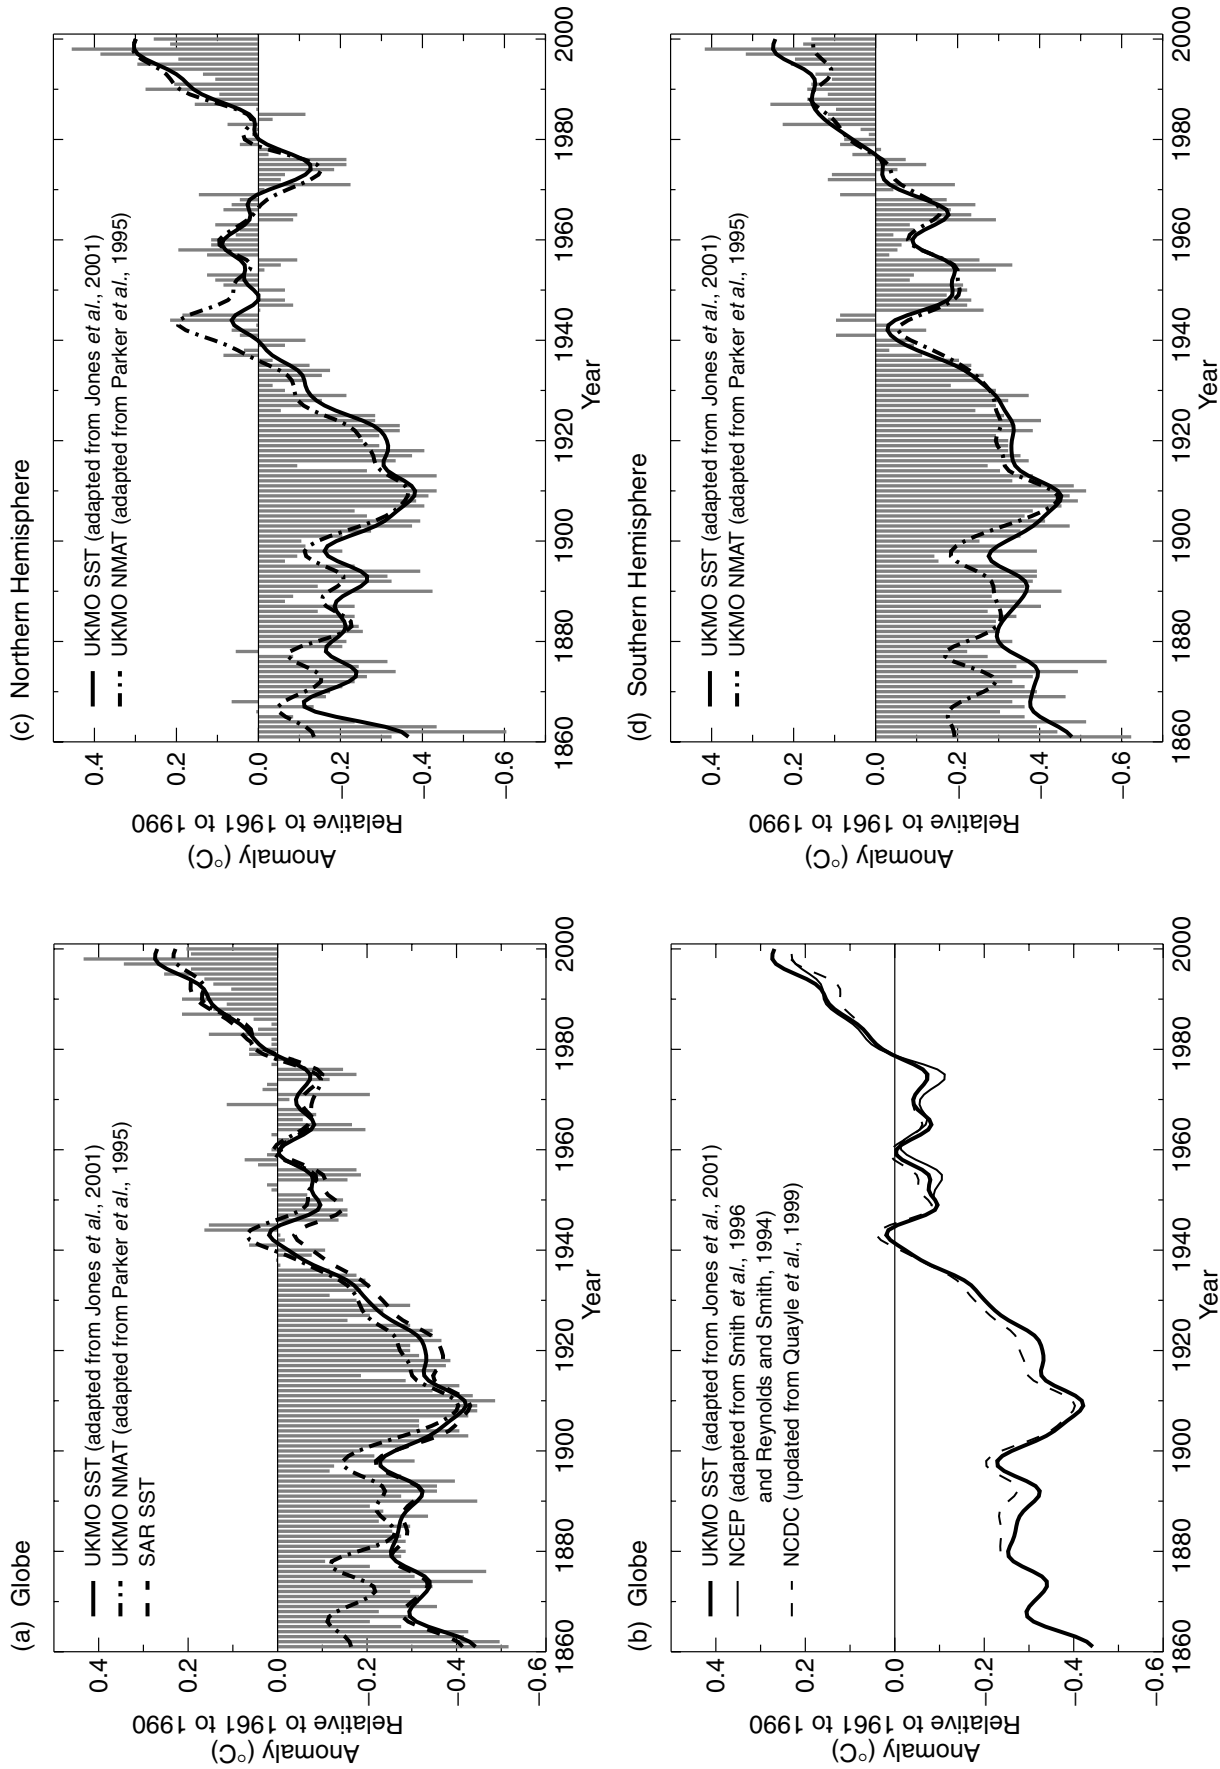 (a) Globe
UKMO SST (adapted from Jones et al., 2001)
UKMO NMAT (adapted from Parker et al., 1995)
SAR SST
0.4
0.2
0.0
−0.2
−0.4
−0.6
Anomaly (°C)
Relative to 1961 to 1990
1860 1880 1900 1920 1940 1960 1980 2000
Year
(c) Northern Hemisphere
UKMO SST (adapted from Jones et al., 2001)
UKMO NMAT (adapted from Parker et al., 1995)
0.4
0.2
0.0
−0.2
−0.4
−0.6
Anomaly (°C)
Relative to 1961 to 1990
1860 1880 1900 1920 1940 1960 1980 2000
Year
(b) Globe
UKMO SST (adapted from Jones et al., 2001)
NCEP (adapted from Smith et al., 1996
and Reynolds and Smith, 1994)
NCDC (updated from Quayle et al., 1999)
0.4
0.2
0.0
−0.2
−0.4
−0.6
Anomaly (°C)
Relative to 1961 to 1990
1860 1880 1900 1920 1940 1960 1980 2000
Year
(d) Southern Hemisphere
UKMO SST (adapted from Jones et al., 2001)
UKMO NMAT (adapted from Parker et al., 1995)
0.4
0.2
0.0
−0.2
−0.4
−0.6
Anomaly (°C)
Relative to 1961 to 1990
1860 1880 1900 1920 1940 1960 1980 2000
Year